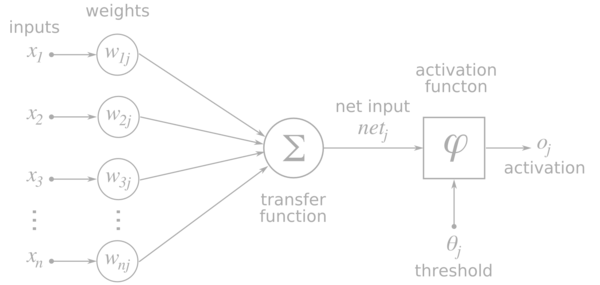 weights
inputs
x1 w1j
activation
functon
net input
x2 w2j netj
Σ φ oj
activation
x3 w3j
transfer
function
θj
xn wnj
threshold